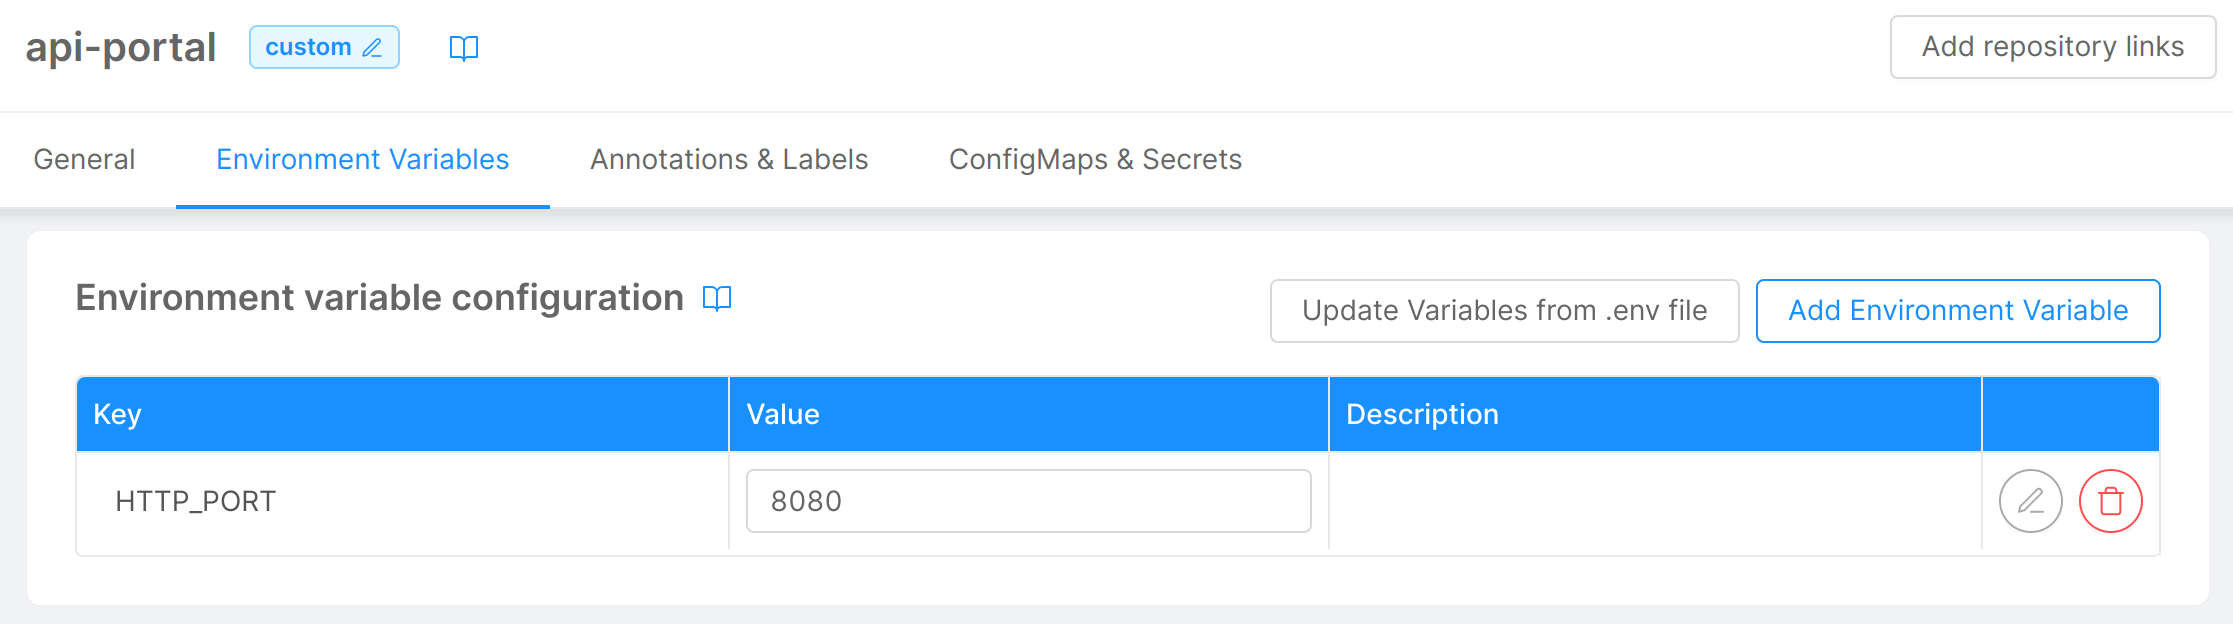 api-portal
custom
Add repository links
General
Environment Variables
Annotations & Labels
ConfigMaps & Secrets
Environment variable configuration
Update Variables from .env file
Add Environment Variable
Key
Value
Description
HTTP_PORT
8080